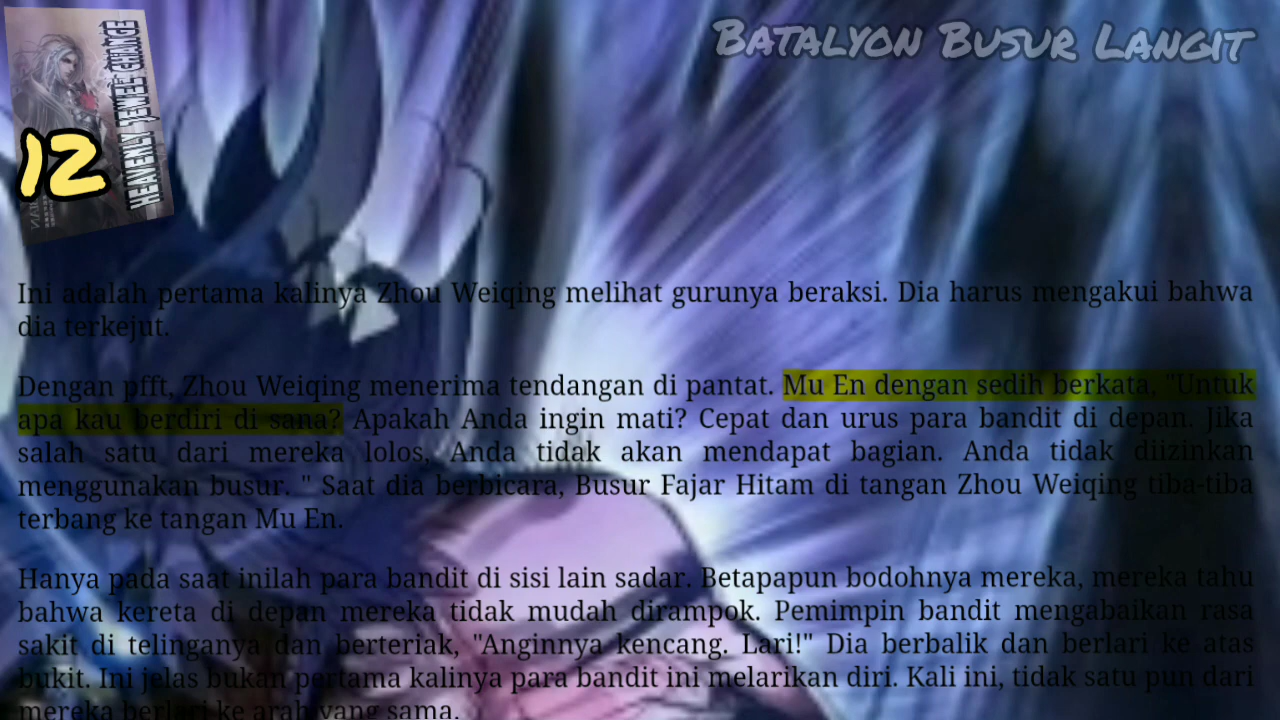 Batalyon Busur Langit
HEAVENLY JEWEL CHANGE
12
Ini adalah pertama kalinya Zhou Weiqing melihat gurunya beraksi. Dia harus mengakui bahwa
dia terkejut.
Dengan pfft, Zhou Weiqing menerima tendangan di pantat. Mu En dengan sedih berkata, "Untuk
apa kau berdiri di sana? Apakah Anda ingin mati? Cepat dan urus para bandit di depan. Jika
salah satu dari mereka lolos, Anda tidak akan mendapat bagian. Anda tidak diizinkan
menggunakan busur. " Saat dia berbicara, Busur Fajar Hitam di tangan Zhou Weiqing tiba-tiba
terbang ke tangan Mu En.
Hanya pada saat inilah para bandit di sisi lain sadar. Betapapun bodohnya mereka, mereka tahu
bahwa kereta di depan mereka tidak mudah dirampok. Pemimpin bandit mengabaikan rasa
sakit di telinganya dan berteriak, "Anginnya kencang. Lari!" Dia berbalik dan berlari ke atas
bukit. Ini jelas bukan pertama kalinya para bandit ini melarikan diri. Kali ini, tidak satu pun dari
mereka berlari ke arah yang sama.